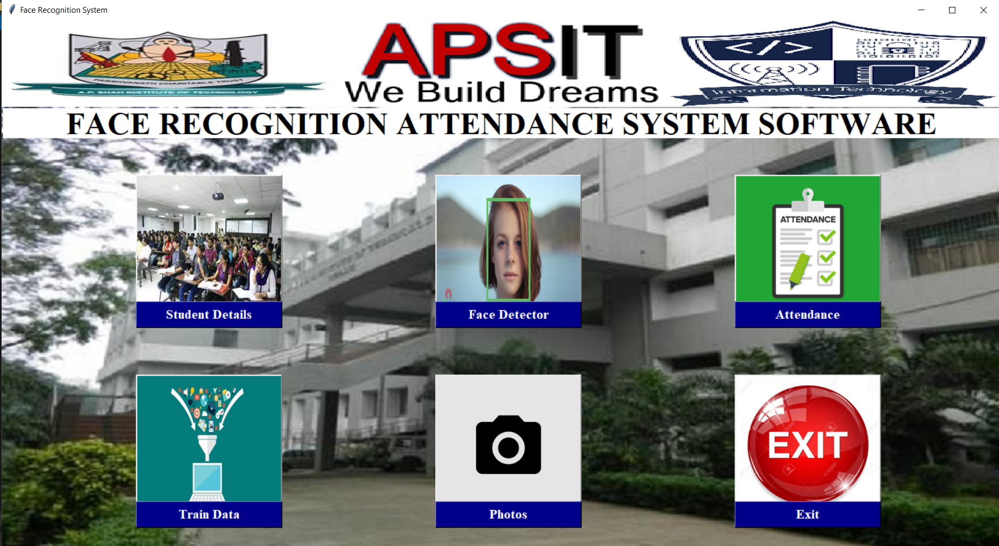 Face Recognition System
PARSHVANATH CHARITABLE TRUST
A.P. SHAH INSTITUTE OF TECHNOLOGY
APSIT
We Build Dreams
</>
Information Technology
FACE RECOGNITION ATTENDANCE SYSTEM SOFTWARE
Student Details
Face Detector
ATTENDANCE
Attendance
Train Data
Photos
EXIT
123RF
Exit